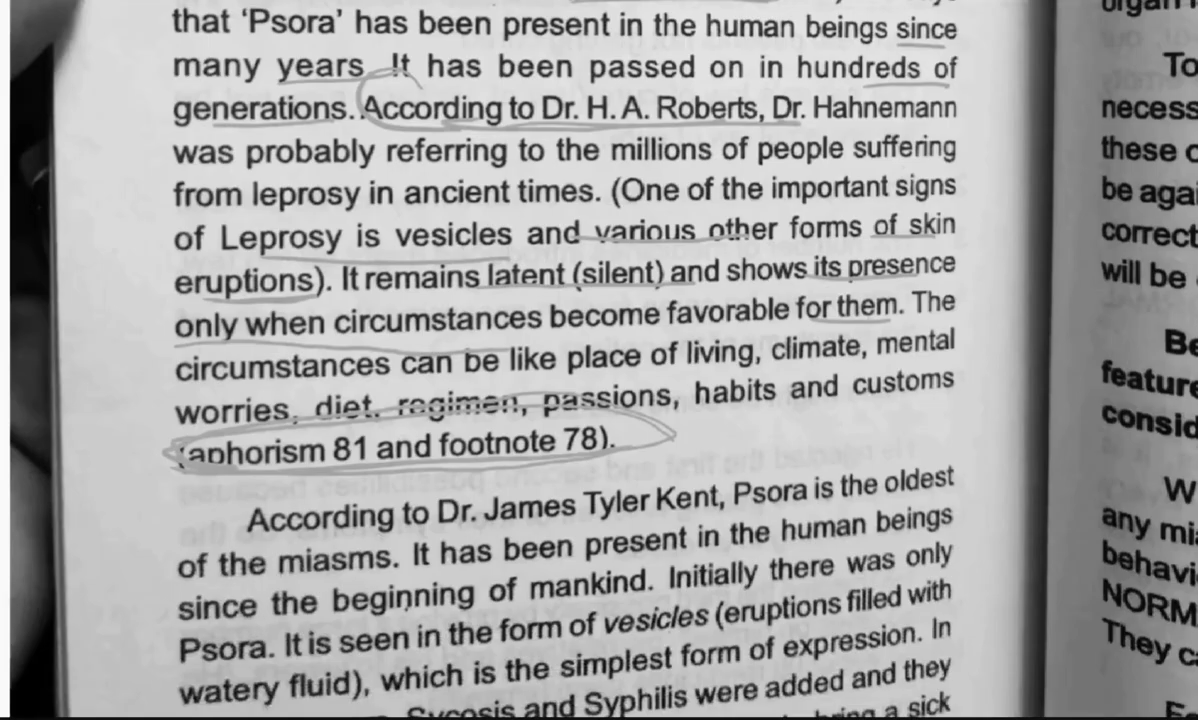 that ‘Psora’ has been present in the human beings since
many years. It has been passed on in hundreds of
generations. According to Dr. H. A. Roberts, Dr. Hahnemann
was probably referring to the millions of people suffering
from leprosy in ancient times. (One of the important signs
of Leprosy is vesicles and various other forms of skin
eruptions). It remains latent (silent) and shows its presence
only when circumstances become favorable for them. The
circumstances can be like place of living, climate, mental
worries, diet, regimen, passions, habits and customs
(aphorism 81 and footnote 78).
According to Dr. James Tyler Kent, Psora is the oldest
of the miasms. It has been present in the human beings
since the beginning of mankind. Initially there was only
Psora. It is seen in the form of vesicles (eruptions filled with
watery fluid), which is the simplest form of expression. In
Sycosis and Syphilis were added and they
a sick
To
necess
these
be agai
correct
will be
Be
feature
consid
W
any mi
behavi
NORM
They c